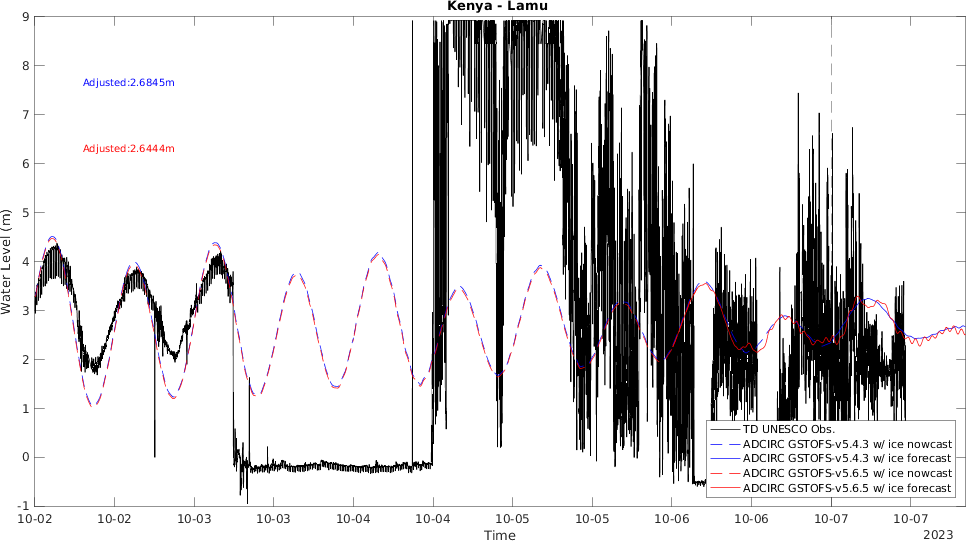 Kenya - Lamu
9
8
7
6
5
4
3
2
1
0
-1
Water Level (m)
Adjusted:2.6845m
Adjusted:2.6444m
TD UNESCO Obs.
ADCIRC GSTOFS-v5.4.3 w/ ice nowcast
ADCIRC GSTOFS-v5.4.3 w/ ice forecast
ADCIRC GSTOFS-v5.6.5 w/ ice nowcast
ADCIRC GSTOFS-v5.6.5 w/ ice forecast
10-02 10-02 10-03 10-03 10-04 10-04 10-05 10-05 10-06 10-06 10-07 10-07
Time
2023